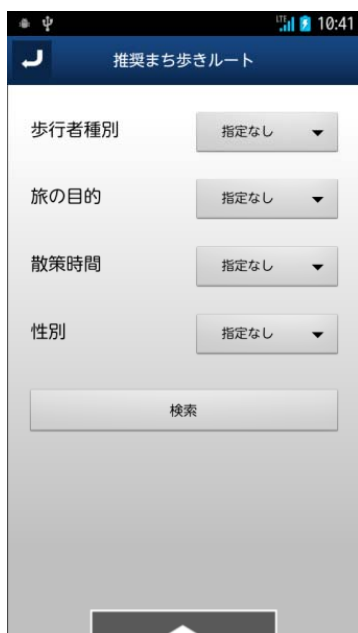 LTE 10:41
推奨まち歩きルート
歩行者種別 指定なし
旅の目的 指定なし
散策時間 指定なし
性別 指定なし
検索